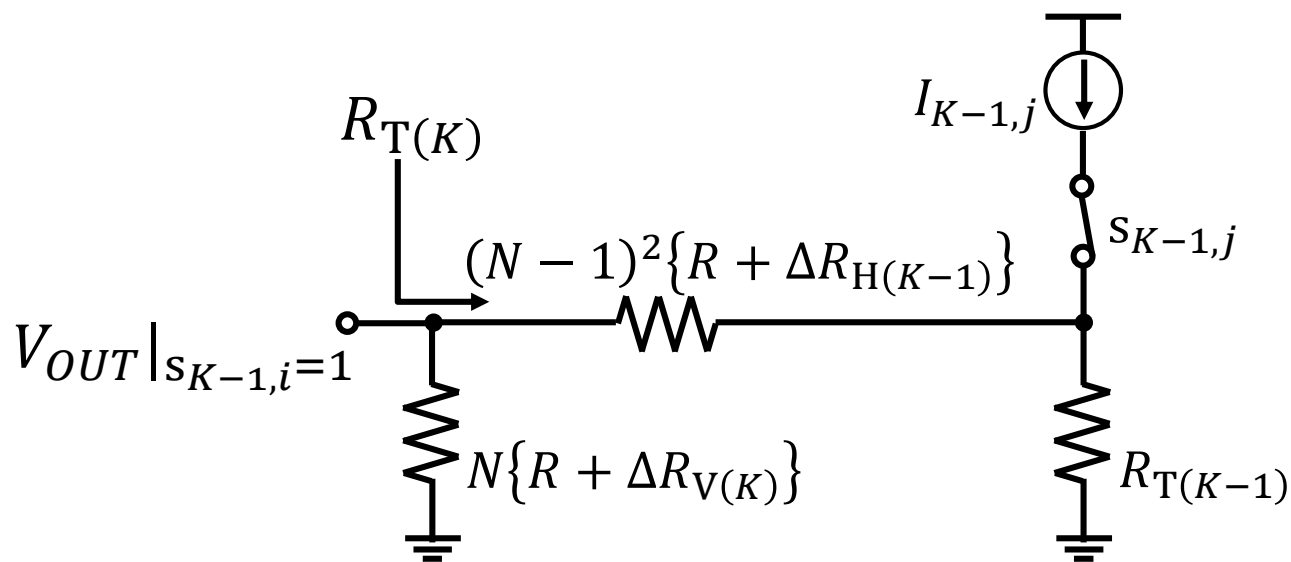 I_{K−1,j}
R_{T(K)}
s_{K−1,j}
(N − 1)²{R + ΔR_{H(K−1)}}
V_{OUT}|_{s_{K−1,i}=1}
N{R + ΔR_{V(K)}}
R_{T(K−1)}